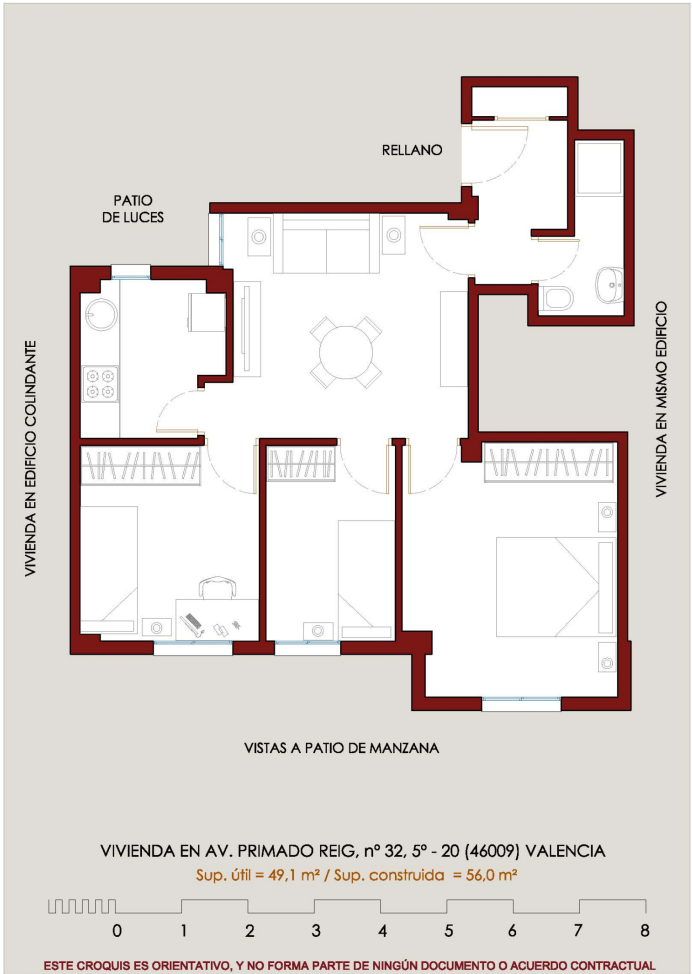 RELLANO
PATIO
DE LUCES
VIVIENDA EN EDIFICIO COLINDANTE
VIVIENDA EN MISMO EDIFICIO
VISTAS A PATIO DE MANZANA
VIVIENDA EN AV. PRIMADO REIG, nº 32, 5º - 20 (46009) VALENCIA
Sup. útil = 49,1 m² / Sup. construida = 56,0 m²
0 1 2 3 4 5 6 7 8
ESTE CROQUIS ES ORIENTATIVO, Y NO FORMA PARTE DE NINGÚN DOCUMENTO O ACUERDO CONTRACTUAL